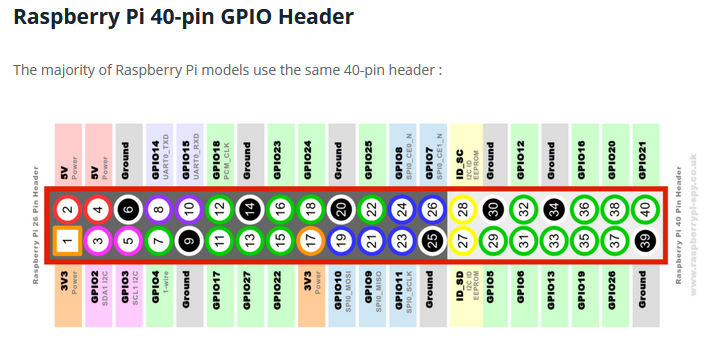 Raspberry Pi 40-pin GPIO Header
The majority of Raspberry Pi models use the same 40-pin header :
5V Power
5V Power
Ground
GPIO14 UART0_TXD
GPIO15 UART0_RXD
GPIO18 PCM_CLK
Ground
GPIO23
GPIO24
Ground
GPIO25
GPIO8 SPI0_CE0_N
GPIO7 SPI0_CE1_N
ID_SC I2C ID EEPROM
Ground
GPIO12
Ground
GPIO16
GPIO20
GPIO21
Raspberry Pi 26 Pin Header
2 4 6 8 10 12 14 16 18 20 22 24 26 28 30 32 34 36 38 40
1 3 5 7 9 11 13 15 17 19 21 23 25 27 29 31 33 35 37 39
Raspberry Pi 40 Pin Header
www.raspberrypi-spy.co.uk
3V3 Power
GPIO2 SDA1 I2C
GPIO3 SCL1 I2C
GPIO4 1-wire
Ground
GPIO17
GPIO27
GPIO22
3V3 Power
GPIO10 SPI0_MOSI
GPIO9 SPI0_MISO
GPIO11 SPI0_SCLK
Ground
ID_SD I2C ID EEPROM
GPIO5
GPIO6
GPIO13
GPIO19
GPIO26
Ground